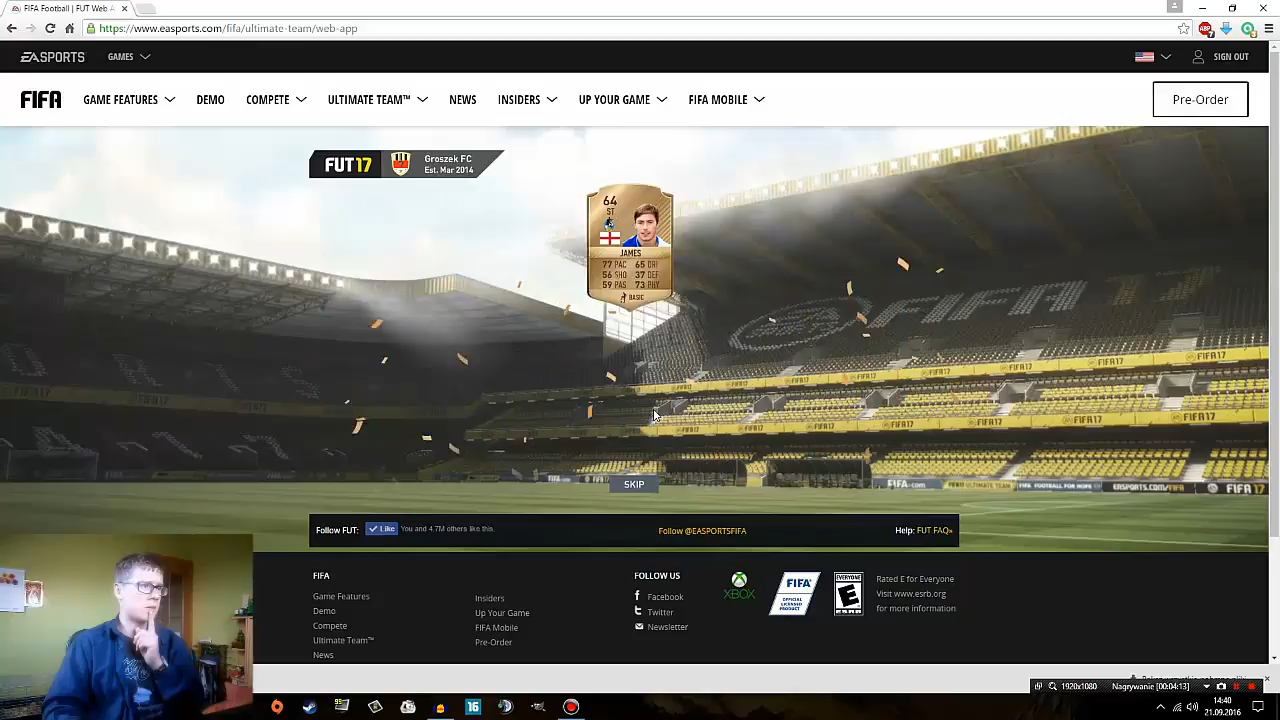 FIFA Football | FUT Web A
https://www.easports.com/fifa/ultimate-team/web-app
EA SPORTS
GAMES
SIGN OUT
FIFA
GAME FEATURES
DEMO
COMPETE
ULTIMATE TEAM™
NEWS
INSIDERS
UP YOUR GAME
FIFA MOBILE
Pre-Order
FUT17
Groszek FC
Est. Mar 2014
64
ST
JAMES
77 PAC 65 DRI
56 SHO 37 DEF
59 PAS 73 PHY
BASIC
FIFA 17
SKIP
Follow FUT:
Like
You and 4.7M others like this.
Follow @EASPORTSFIFA
Help: FUT FAQ»
FIFA
Game Features
Demo
Compete
Ultimate Team™
News
Insiders
Up Your Game
FIFA Mobile
Pre-Order
FOLLOW US
Facebook
Twitter
Newsletter
XBOX
FIFA
OFFICIAL
LICENSED
PRODUCT
EVERYONE
E
ESRB
Rated E for Everyone
Visit www.esrb.org
for more information
1920x1080
Nagrywanie [00:04:13]
16
14:40
21.09.2016